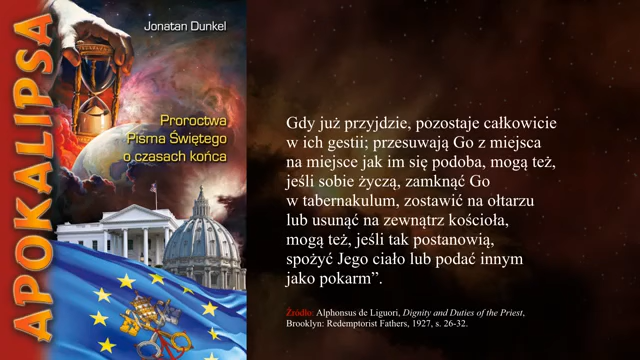 Jonatan Dunkel
APOKALIPSA
Proroctwa
Pisma Świętego
o czasach końca
Gdy już przyjdzie, pozostaje całkowicie
w ich gestii; przesuwają Go z miejsca
na miejsce jak im się podoba, mogą też,
jeśli sobie życzą, zamknąć Go
w tabernakulum, zostawić na ołtarzu
lub usunąć na zewnątrz kościoła,
mogą też, jeśli tak postanowią,
spożyć Jego ciało lub podać innym
jako pokarm”.
Źródło: Alphonsus de Liguori, Dignity and Duties of the Priest,
Brooklyn: Redemptorist Fathers, 1927, s. 26-32.